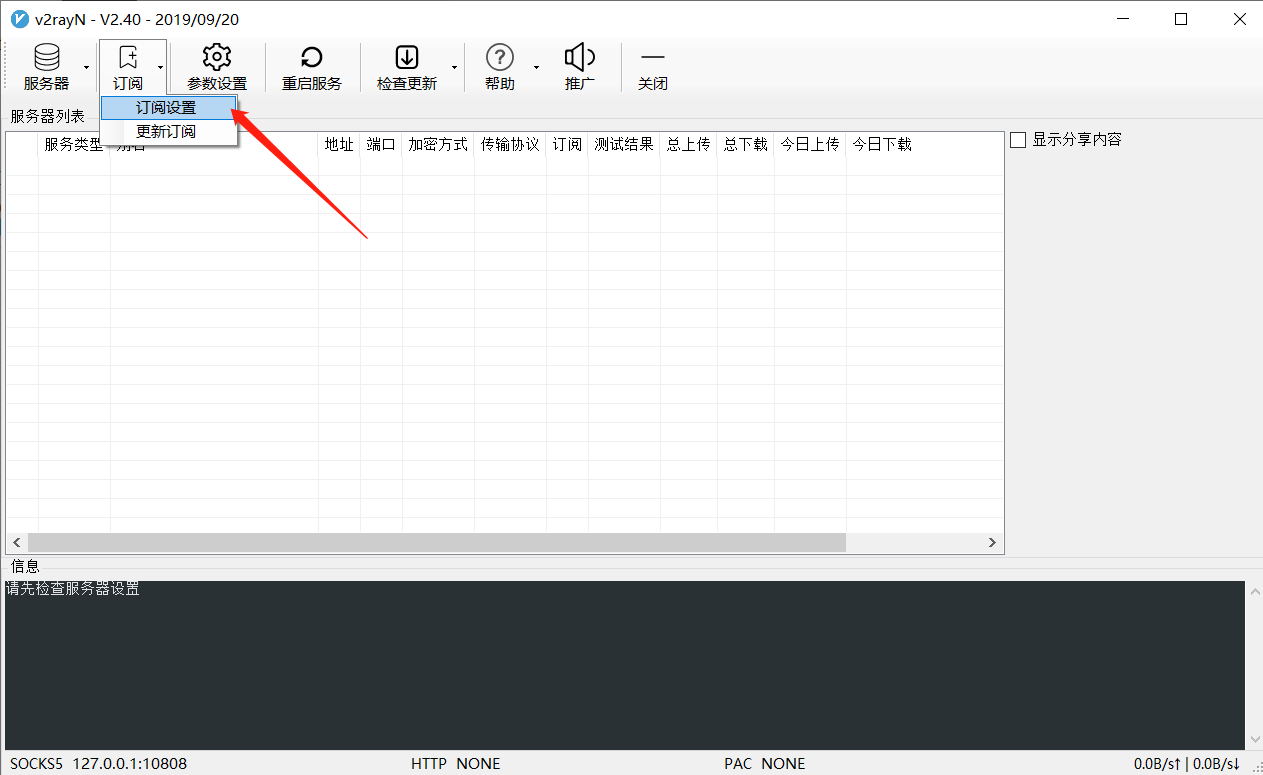 v2rayN - V2.40 - 2019/09/20
服务器 订阅 参数设置 重启服务 检查更新 帮助 推广 关闭
订阅设置
更新订阅
服务器列表
服务类型 别名 地址 端口 加密方式 传输协议 订阅 测试结果 总上传 总下载 今日上传 今日下载
显示分享内容
信息
请先检查服务器设置
SOCKS5 127.0.0.1:10808 HTTP NONE PAC NONE 0.0B/s↑ | 0.0B/s↓